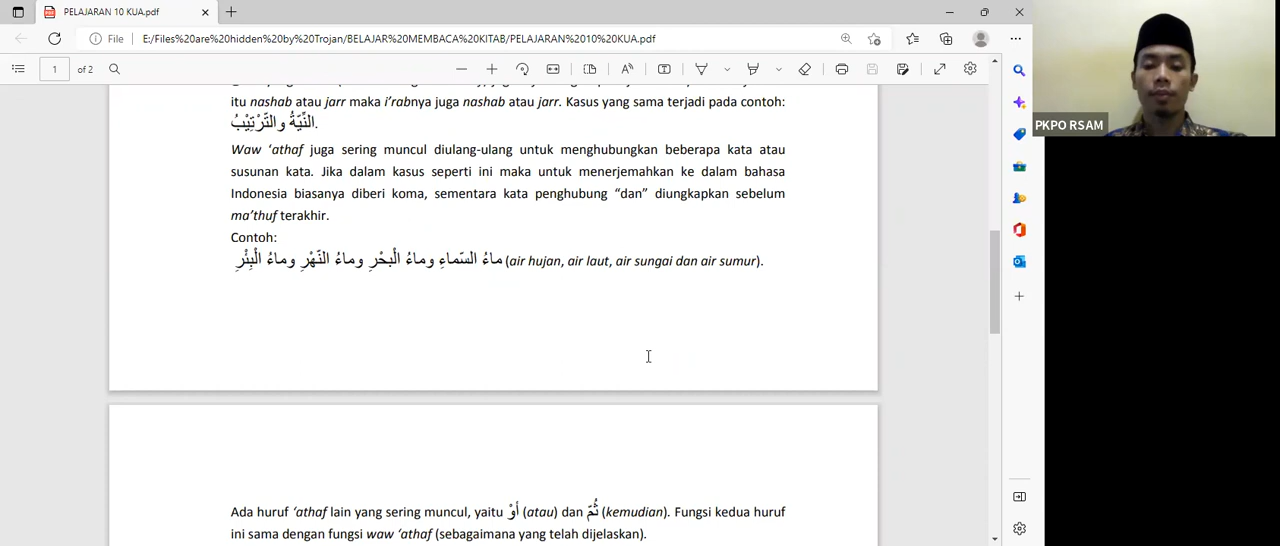 PELAJARAN 10 KUA.pdf
File
E:/Files%20are%20hidden%20by%20Trojan/BELAJAR%20MEMBACA%20KITAB/PELAJARAN%2010%20KUA.pdf
1 of 2
itu nashab atau jarr maka i’rabnya juga nashab atau jarr. Kasus yang sama terjadi pada contoh:
النِّيّةُ والتَّرْتِيْبُ.
Waw ‘athaf juga sering muncul diulang-ulang untuk menghubungkan beberapa kata atau
susunan kata. Jika dalam kasus seperti ini maka untuk menerjemahkan ke dalam bahasa
Indonesia biasanya diberi koma, sementara kata penghubung “dan” diungkapkan sebelum
ma’thuf terakhir.
Contoh:
ماءُ السّماءِ وماءُ الْبحْرِ وماءُ النّهْرِ وماءُ الْبِئْرِ (air hujan, air laut, air sungai dan air sumur).
Ada huruf ‘athaf lain yang sering muncul, yaitu أوْ (atau) dan ثُمّ (kemudian). Fungsi kedua huruf
ini sama dengan fungsi waw ‘athaf (sebagaimana yang telah dijelaskan).
PKPO RSAM